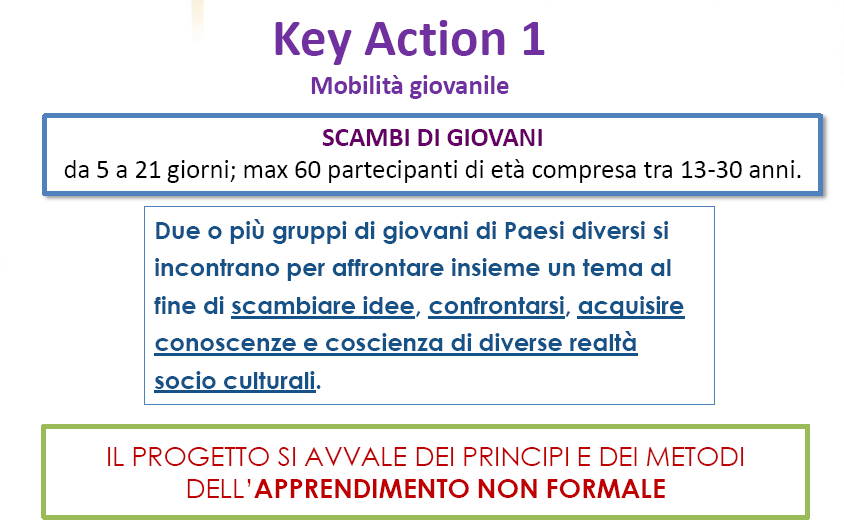 Key Action 1
Mobilità giovanile
SCAMBI DI GIOVANI
da 5 a 21 giorni; max 60 partecipanti di età compresa tra 13-30 anni.
Due o più gruppi di giovani di Paesi diversi si
incontrano per affrontare insieme un tema al
fine di scambiare idee, confrontarsi, acquisire
conoscenze e coscienza di diverse realtà
socio culturali.
IL PROGETTO SI AVVALE DEI PRINCIPI E DEI METODI
DELL'APPRENDIMENTO NON FORMALE